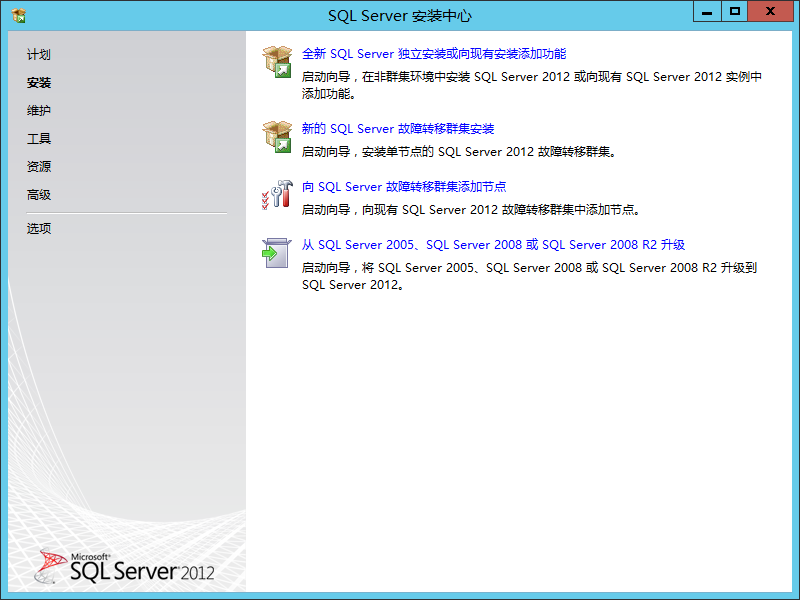 SQL Server 安装中心
计划
安装
维护
工具
资源
高级
选项
全新 SQL Server 独立安装或向现有安装添加功能
启动向导，在非群集环境中安装 SQL Server 2012 或向现有 SQL Server 2012 实例中
添加功能。
新的 SQL Server 故障转移群集安装
启动向导，安装单节点的 SQL Server 2012 故障转移群集。
向 SQL Server 故障转移群集添加节点
启动向导，向现有 SQL Server 2012 故障转移群集中添加节点。
从 SQL Server 2005、SQL Server 2008 或 SQL Server 2008 R2 升级
启动向导，将 SQL Server 2005、SQL Server 2008 或 SQL Server 2008 R2 升级到
SQL Server 2012。
Microsoft®
SQL Server® 2012